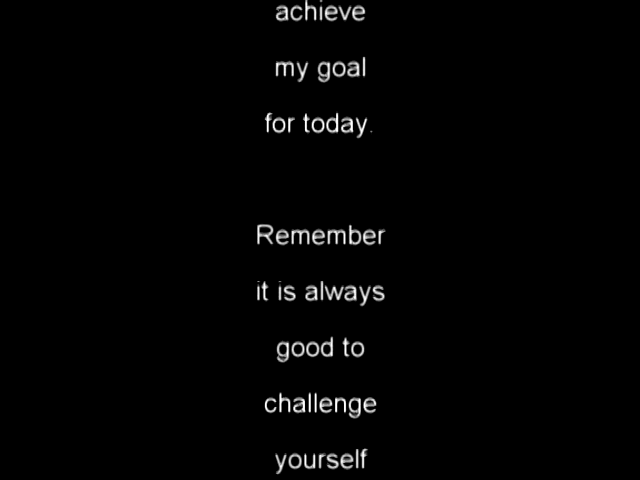 achieve
my goal
for today.
Remember
it is always
good to
challenge
yourself